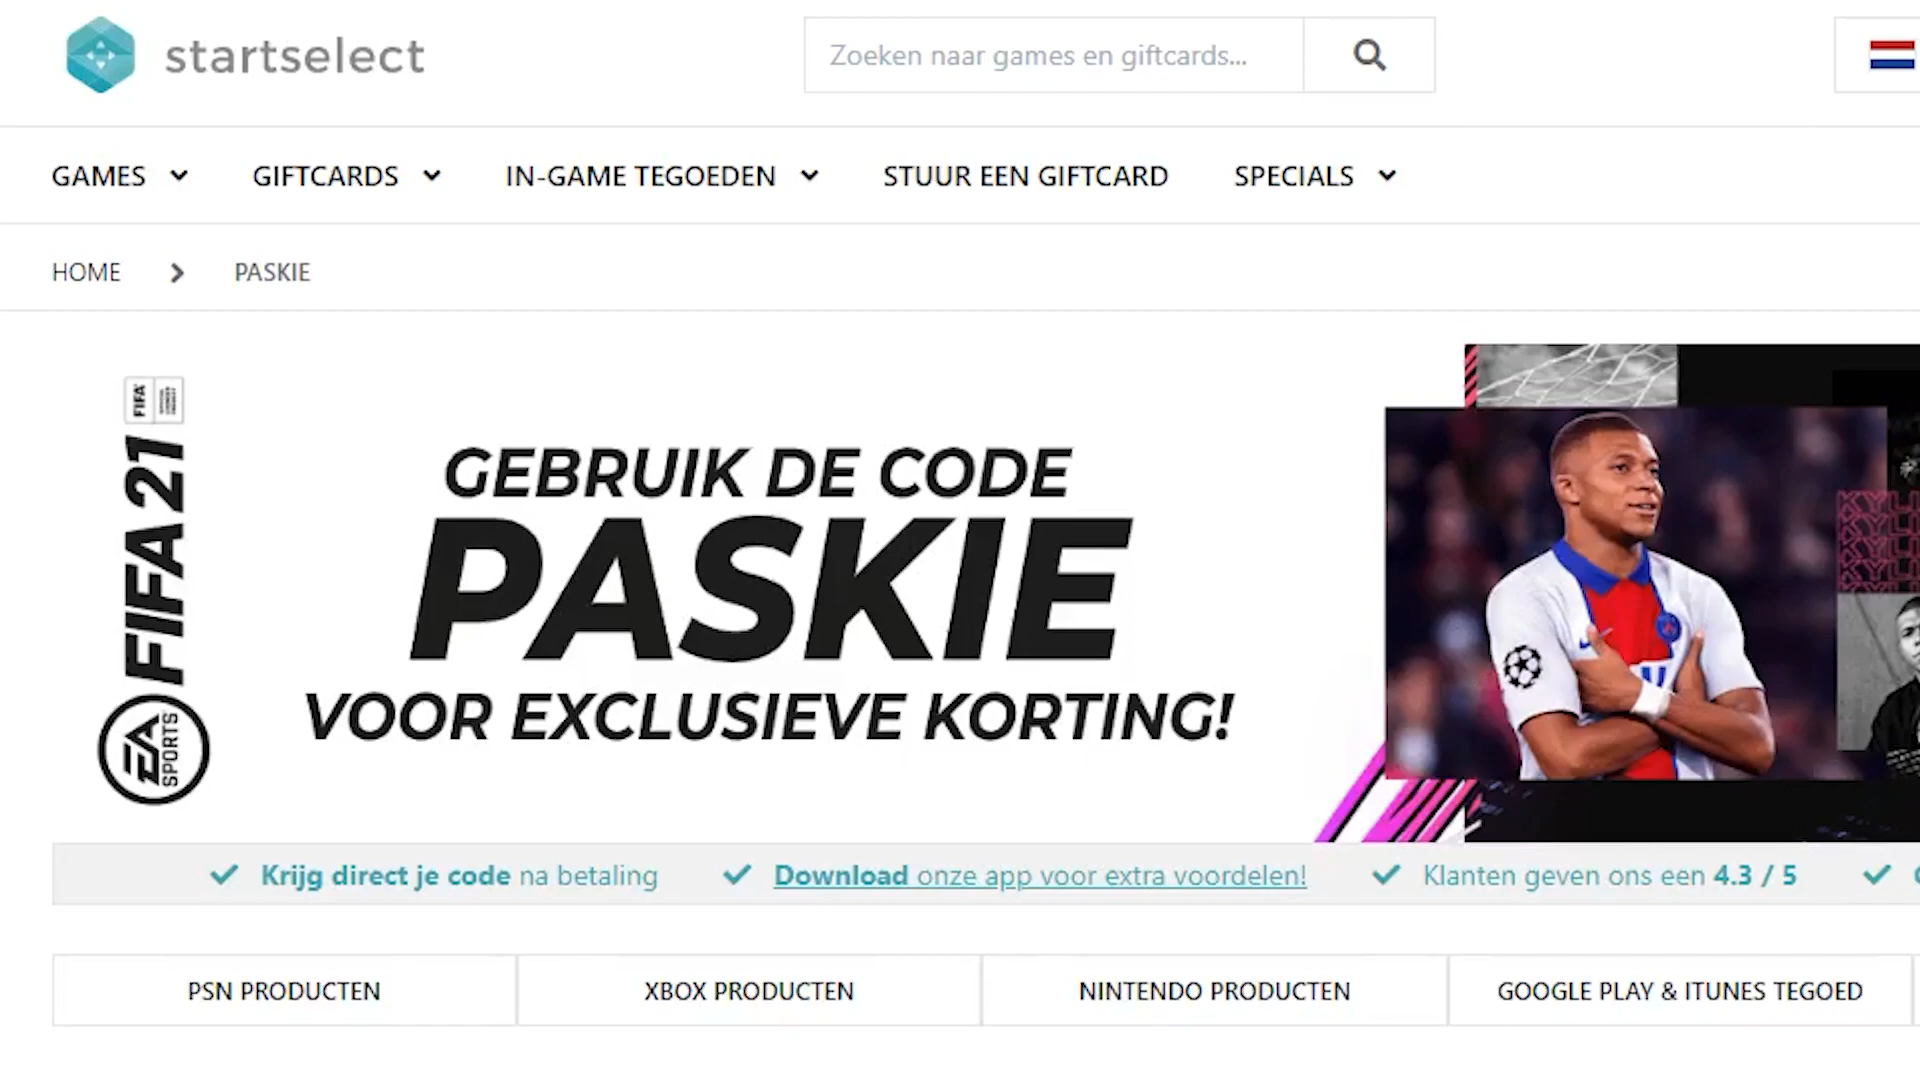 startselect
Zoeken naar games en giftcards...
GAMES
GIFTCARDS
IN-GAME TEGOEDEN
STUUR EEN GIFTCARD
SPECIALS
HOME
PASKIE
FIFA
FIFA 21
EA
SPORTS
GEBRUIK DE CODE
PASKIE
VOOR EXCLUSIEVE KORTING!
Krijg direct je code na betaling
Download onze app voor extra voordelen!
Klanten geven ons een 4.3 / 5
PSN PRODUCTEN
XBOX PRODUCTEN
NINTENDO PRODUCTEN
GOOGLE PLAY & ITUNES TEGOED